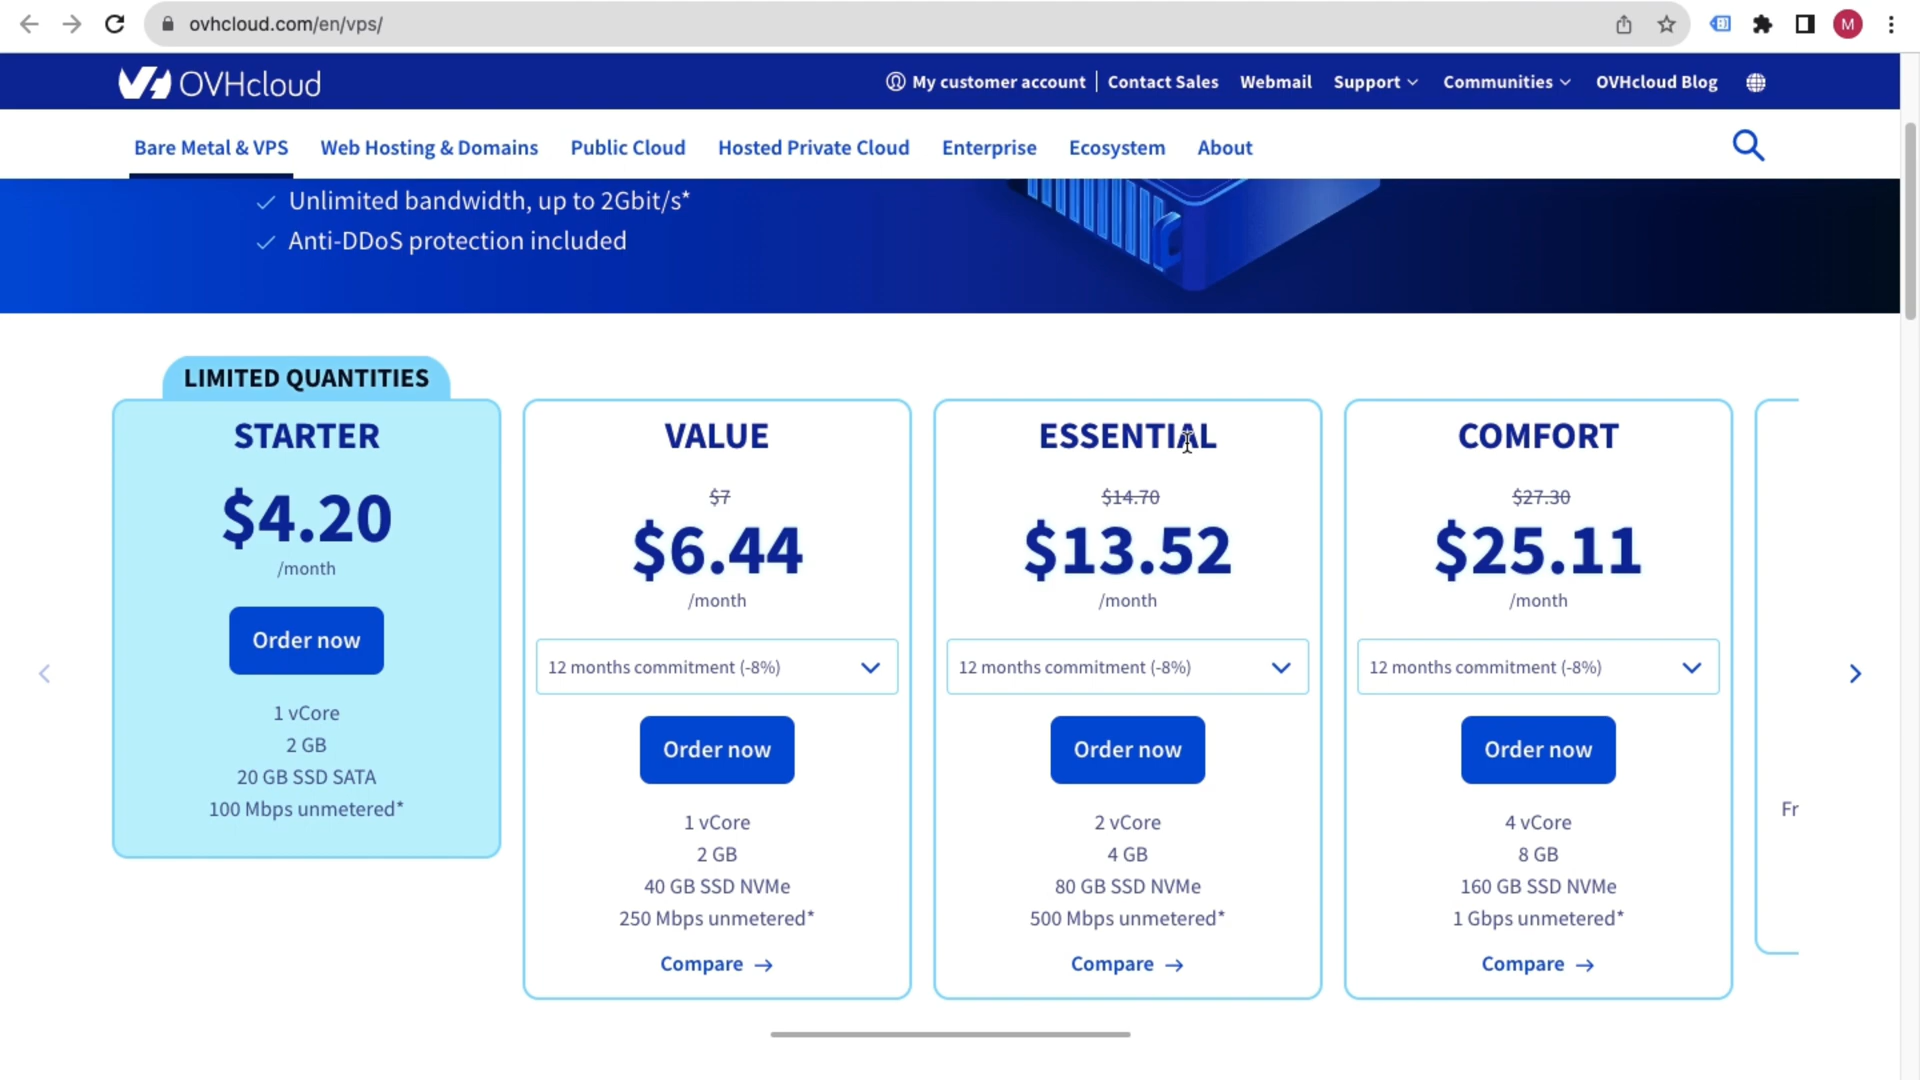 ovhcloud.com/en/vps/
M
OVHcloud
My customer account
Contact Sales
Webmail
Support
Communities
OVHcloud Blog
Bare Metal & VPS
Web Hosting & Domains
Public Cloud
Hosted Private Cloud
Enterprise
Ecosystem
About
Unlimited bandwidth, up to 2Gbit/s*
Anti-DDoS protection included
LIMITED QUANTITIES
STARTER
$4.20
/month
Order now
1 vCore
2 GB
20 GB SSD SATA
100 Mbps unmetered*
VALUE
$7
$6.44
/month
12 months commitment (-8%)
Order now
1 vCore
2 GB
40 GB SSD NVMe
250 Mbps unmetered*
Compare →
ESSENTIAL
$14.70
$13.52
/month
12 months commitment (-8%)
Order now
2 vCore
4 GB
80 GB SSD NVMe
500 Mbps unmetered*
Compare →
COMFORT
$27.30
$25.11
/month
12 months commitment (-8%)
Order now
4 vCore
8 GB
160 GB SSD NVMe
1 Gbps unmetered*
Compare →
Fr